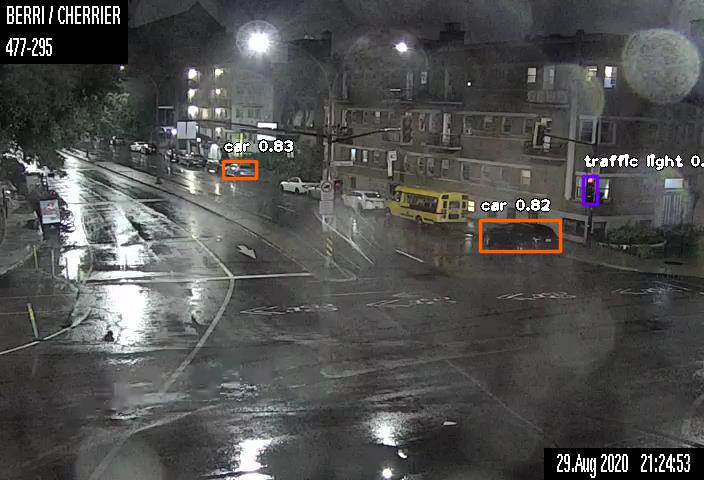 BERRI / CHERRIER
477-295
car 0.83
traffic light 0.
car 0.82
29.Aug 2020 21:24:53